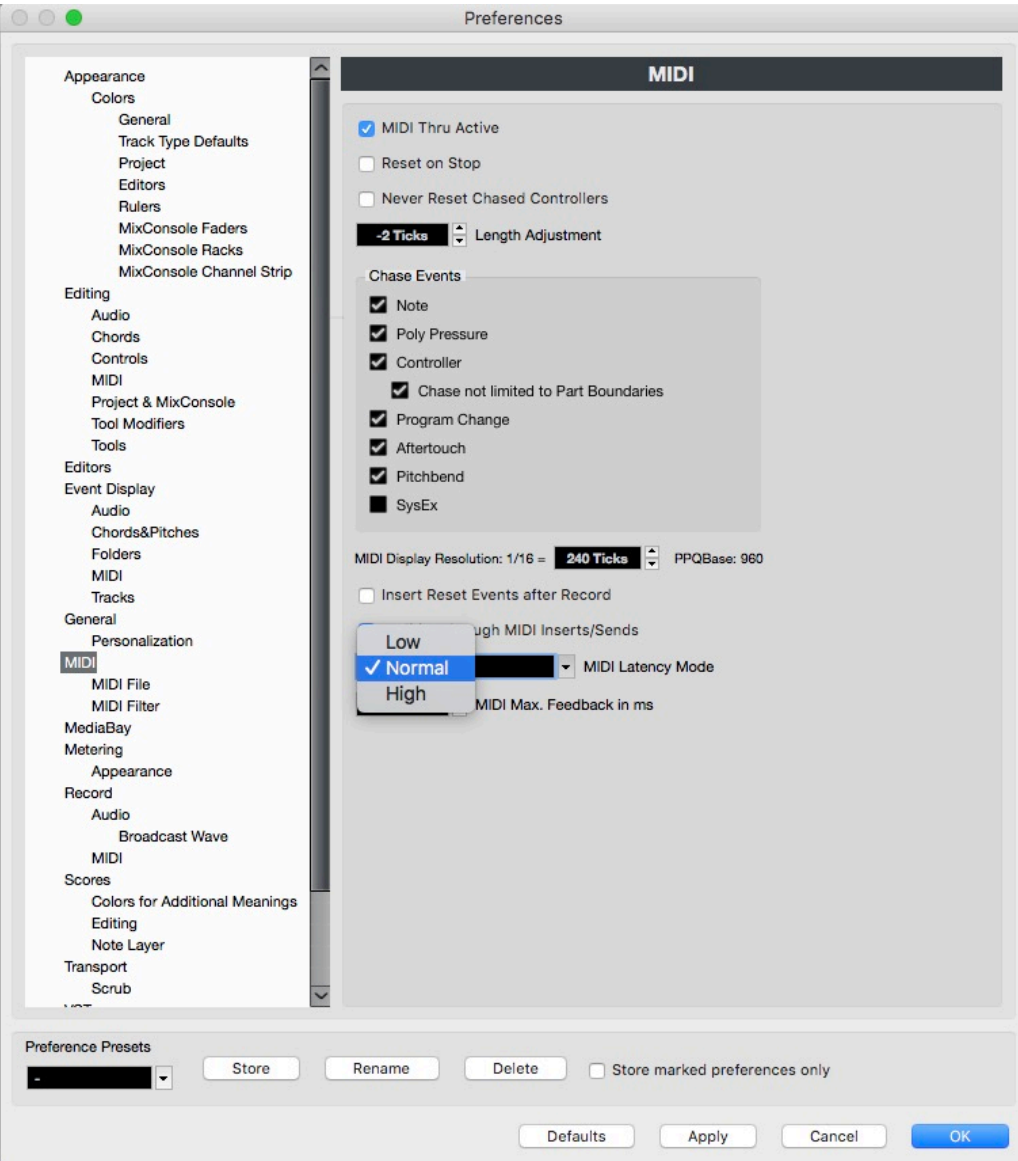 Preferences
Appearance
Colors
General
Track Type Defaults
Project
Editors
Rulers
MixConsole Faders
MixConsole Racks
MixConsole Channel Strip
Editing
Audio
Chords
Controls
MIDI
Project & MixConsole
Tool Modifiers
Tools
Editors
Event Display
Audio
Chords&Pitches
Folders
MIDI
Tracks
General
Personalization
MIDI
MIDI File
MIDI Filter
MediaBay
Metering
Appearance
Record
Audio
Broadcast Wave
MIDI
Scores
Colors for Additional Meanings
Editing
Note Layer
Transport
Scrub
MIDI
MIDI Thru Active
Reset on Stop
Never Reset Chased Controllers
-2 Ticks Length Adjustment
Chase Events
Note
Poly Pressure
Controller
Chase not limited to Part Boundaries
Program Change
Aftertouch
Pitchbend
SysEx
MIDI Display Resolution: 1/16 = 240 Ticks PPQBase: 960
Insert Reset Events after Record
MIDI Inserts/Sends
Low
Normal MIDI Latency Mode
High
MIDI Max. Feedback in ms
Preference Presets
- Store Rename Delete Store marked preferences only
Defaults Apply Cancel OK